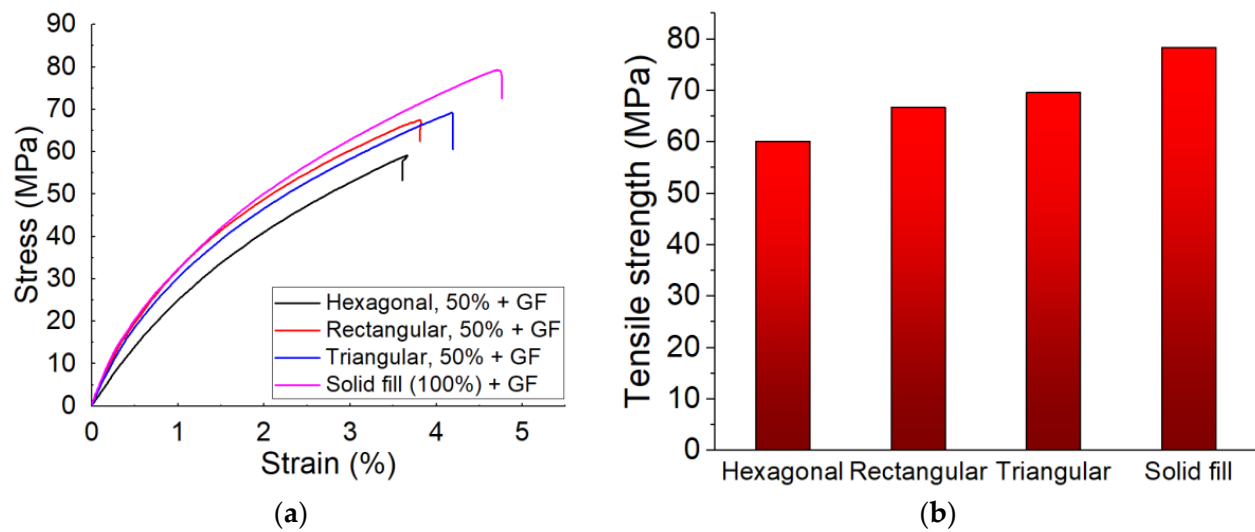 90
80
70
60
50
40
30
20
10
0
Stress (MPa)
Hexagonal, 50% + GF
Rectangular, 50% + GF
Triangular, 50% + GF
Solid fill (100%) + GF
0 1 2 3 4 5
Strain (%)
(a)
80
70
60
50
40
30
20
10
0
Tensile strength (MPa)
Hexagonal Rectangular Triangular Solid fill
(b)